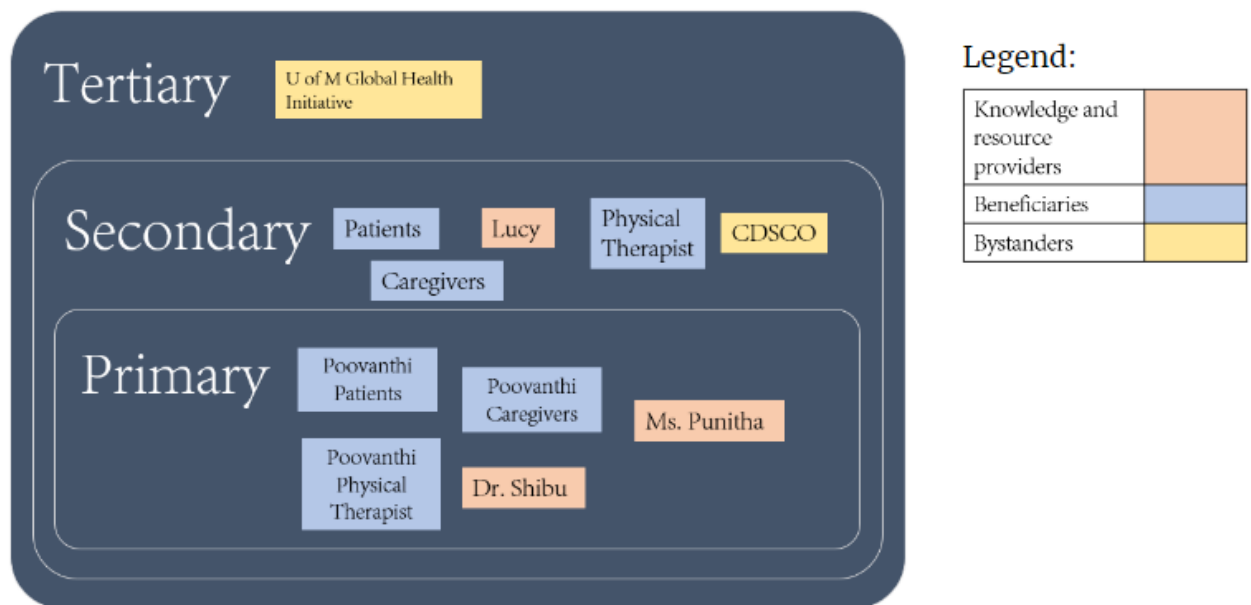 Tertiary
U of M Global Health
Initiative
Secondary
Patients
Lucy
Physical
Therapist
CDSCO
Caregivers
Primary
Poovanthi
Patients
Poovanthi
Caregivers
Ms. Punitha
Poovanthi
Physical
Therapist
Dr. Shibu
Legend:
Knowledge and
resource
providers
Beneficiaries
Bystanders